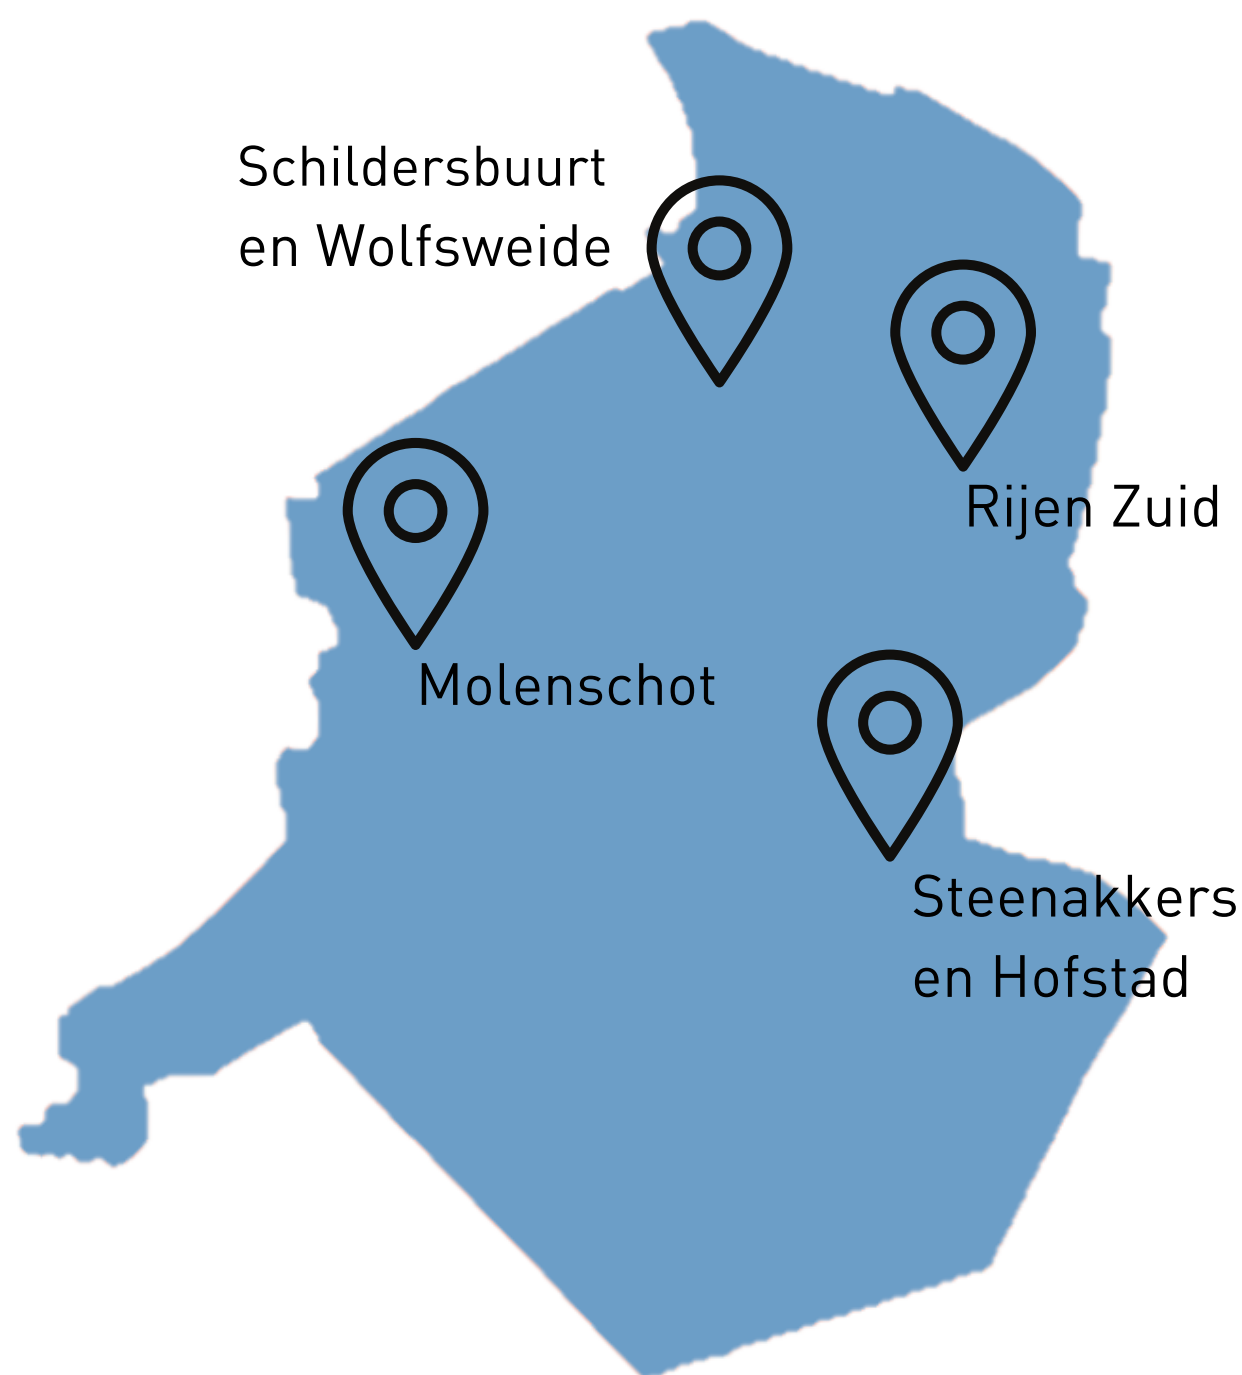 Schildersbuurt
en Wolfsweide
Rijen Zuid
Molenschot
Steenakkers
en Hofstad